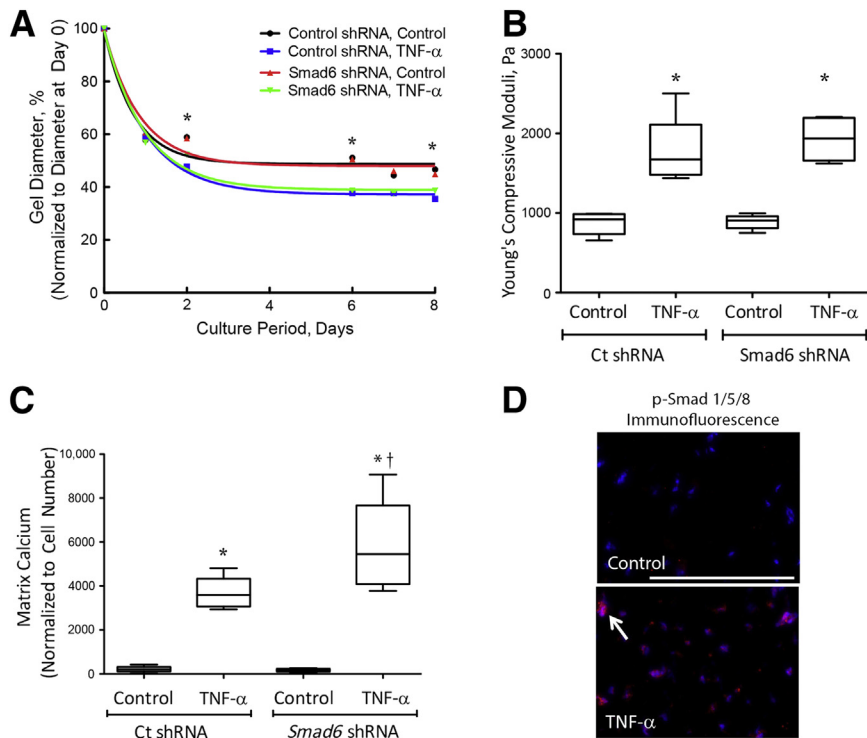 A
Gel Diameter, %
(Normalized to Diameter at Day 0)
100
80
60
40
20
0
Control shRNA, Control
Control shRNA, TNF-α
Smad6 shRNA, Control
Smad6 shRNA, TNF-α
*
*
*
0
2
4
6
8
Culture Period, Days
B
Young's Compressive Moduli, Pa
3000
2000
1000
0
*
*
Control
TNF-α
Control
TNF-α
Ct shRNA
Smad6 shRNA
C
Matrix Calcium
(Normalized to Cell Number)
10,000
8000
6000
4000
2000
0
*
* †
Control
TNF-α
Control
TNF-α
Ct shRNA
Smad6 shRNA
D
p-Smad 1/5/8
Immunofluorescence
Control
TNF-α